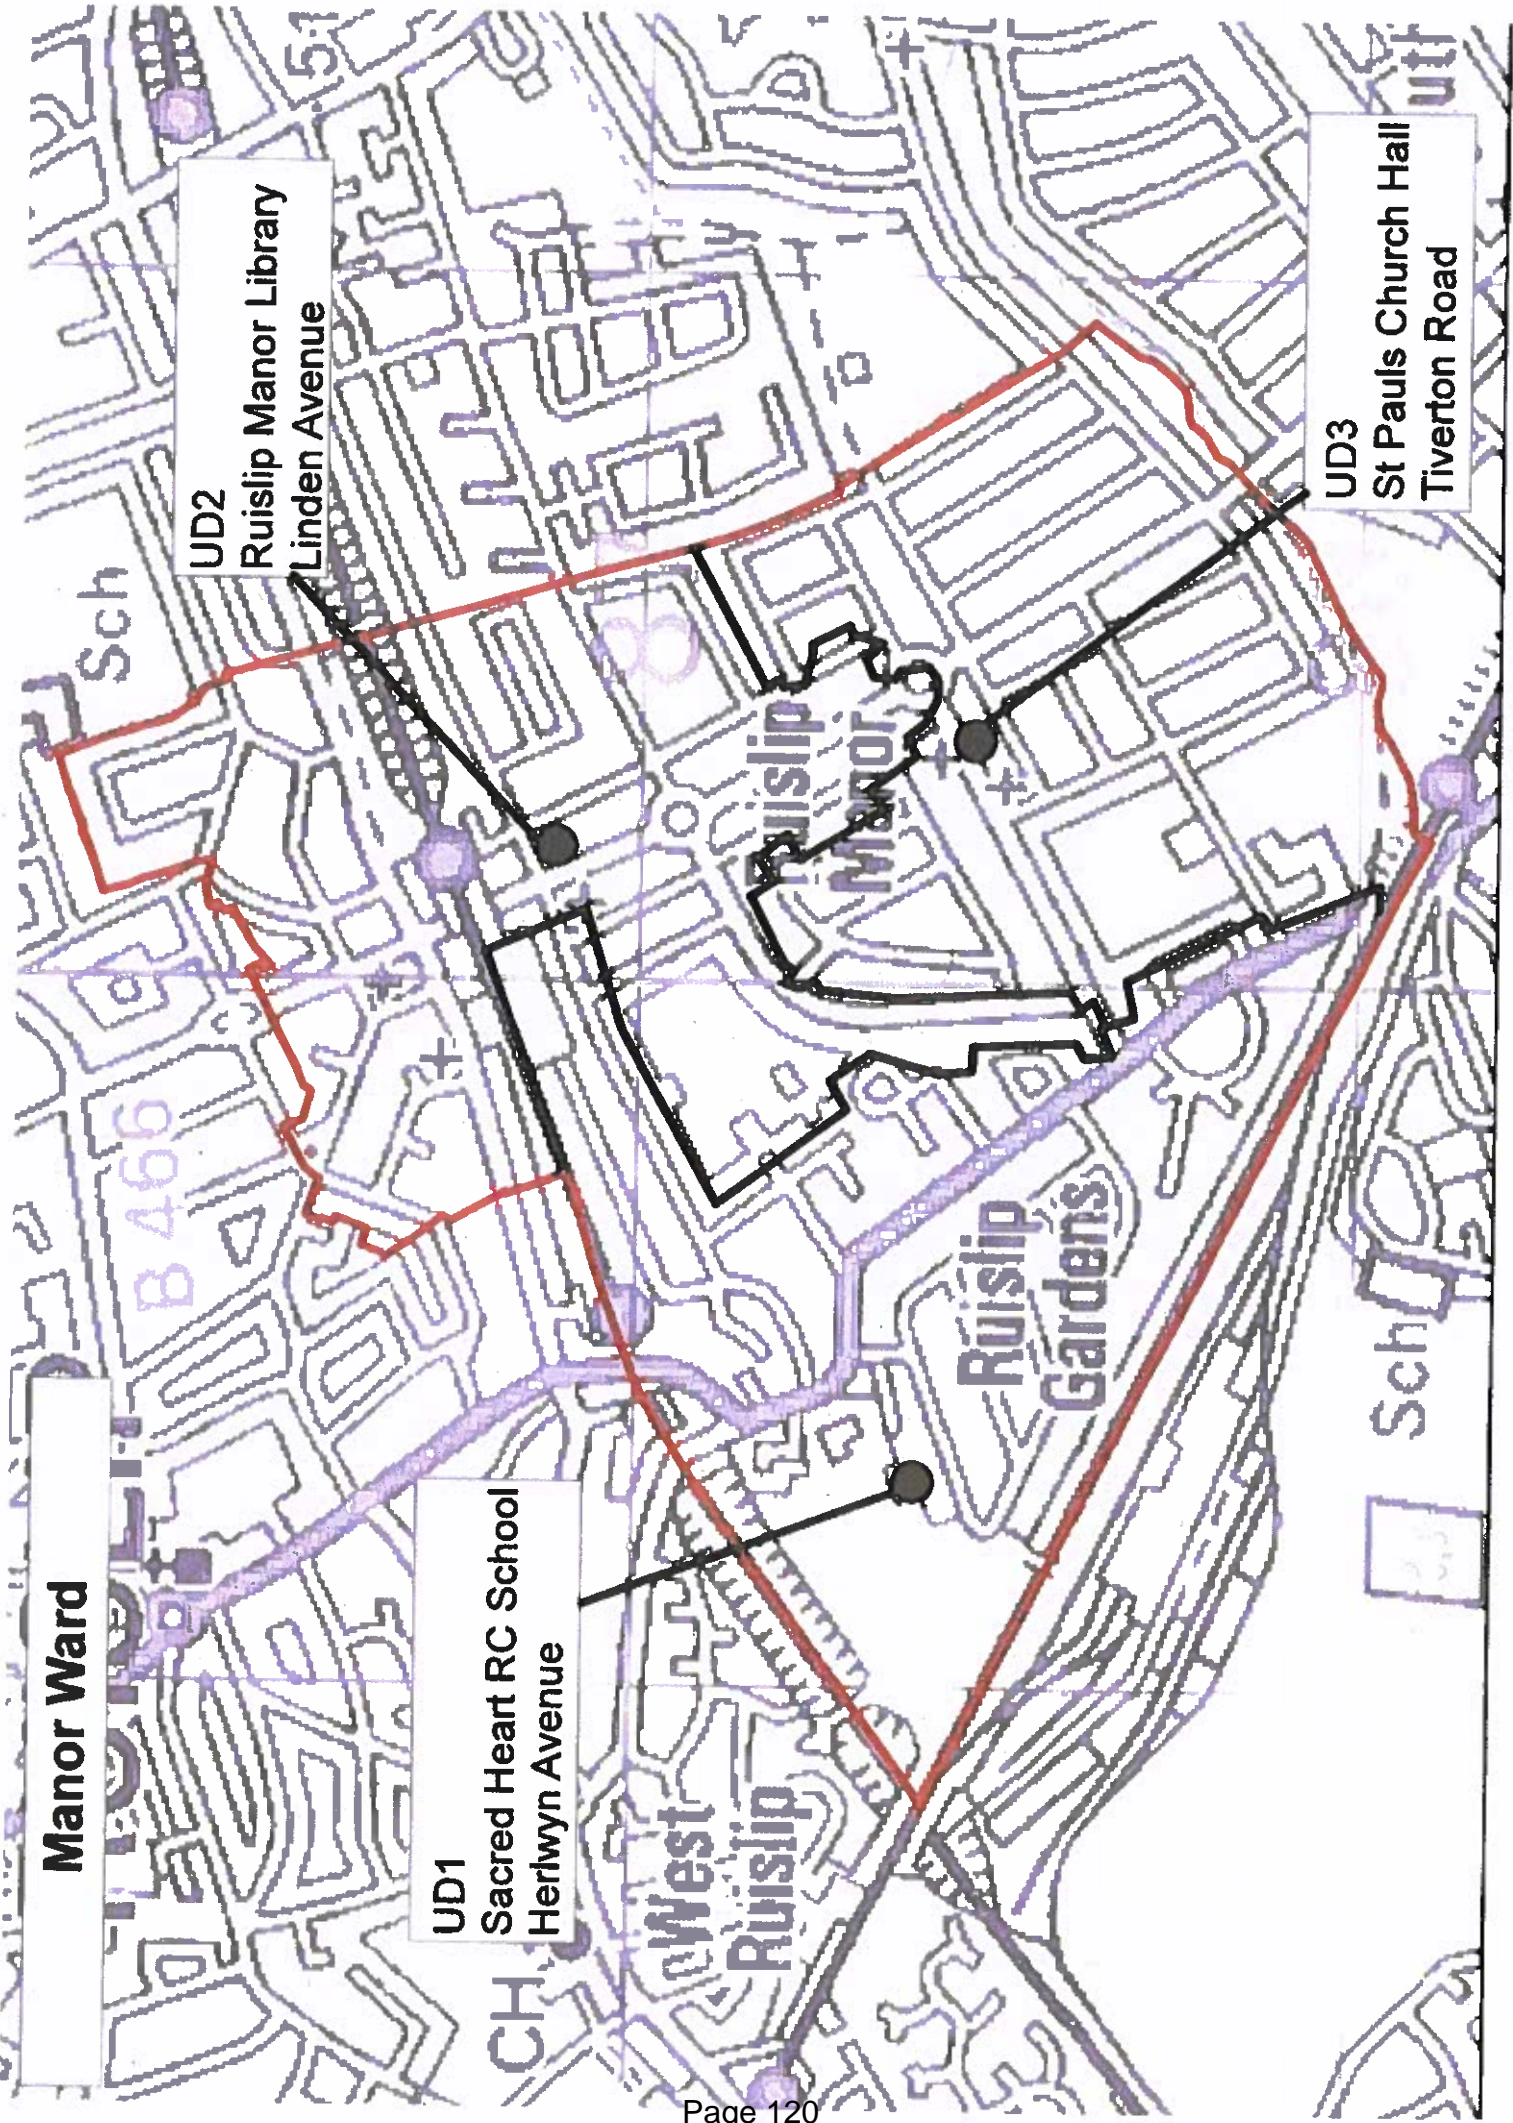 Manor Ward
UD1
Sacred Heart RC School
Herlwyn Avenue
UD2
Ruislip Manor Library
Linden Avenue
UD3
St Pauls Church Hall
Tiverton Road
B 466
Sch
CH
West
Ruislip
Ruislip
Manor
Ruislip
Gardens
Sch
Page 120